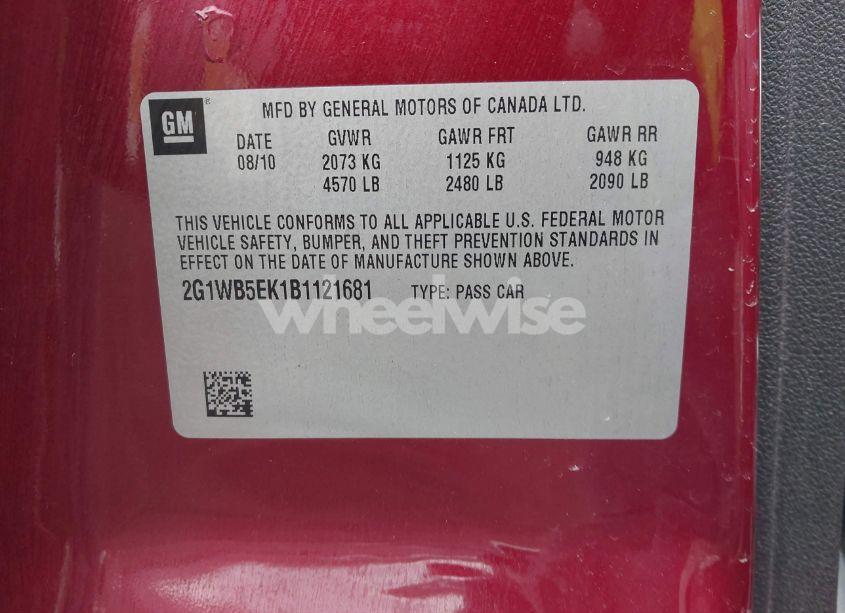 GM ®
MFD BY GENERAL MOTORS OF CANADA LTD.
DATE GVWR GAWR FRT GAWR RR
08/10 2073 KG 1125 KG 948 KG
4570 LB 2480 LB 2090 LB
THIS VEHICLE CONFORMS TO ALL APPLICABLE U.S. FEDERAL MOTOR
VEHICLE SAFETY, BUMPER, AND THEFT PREVENTION STANDARDS IN
EFFECT ON THE DATE OF MANUFACTURE SHOWN ABOVE.
2G1WB5EK1B1121681 TYPE: PASS CAR
wheelwise